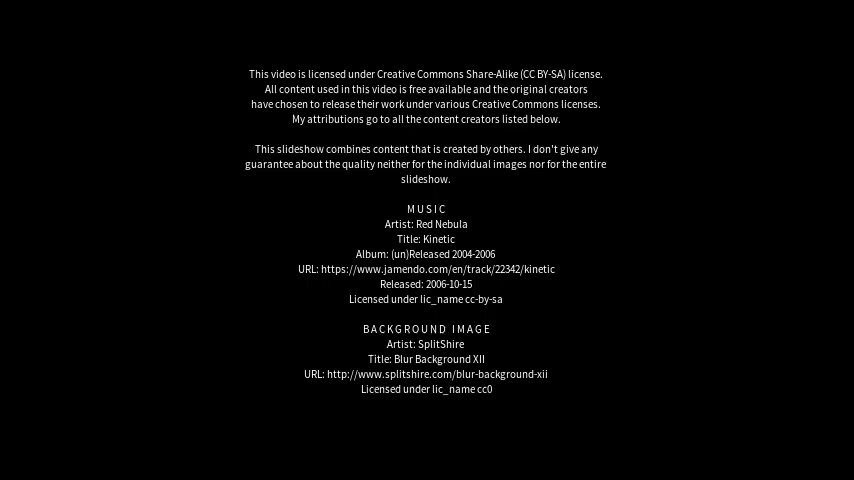 This video is licensed under Creative Commons Share-Alike (CC BY-SA) license.
All content used in this video is free available and the original creators
have chosen to release their work under various Creative Commons licenses.
My attributions go to all the content creators listed below.
This slideshow combines content that is created by others. I don't give any
guarantee about the quality neither for the individual images nor for the entire
slideshow.
MUSIC
Artist: Red Nebula
Title: Kinetic
Album: (un)Released 2004-2006
URL: https://www.jamendo.com/en/track/22342/kinetic
Released: 2006-10-15
Licensed under lic_name cc-by-sa
BACKGROUND IMAGE
Artist: SplitShire
Title: Blur Background XII
URL: http://www.splitshire.com/blur-background-xii
Licensed under lic_name cc0